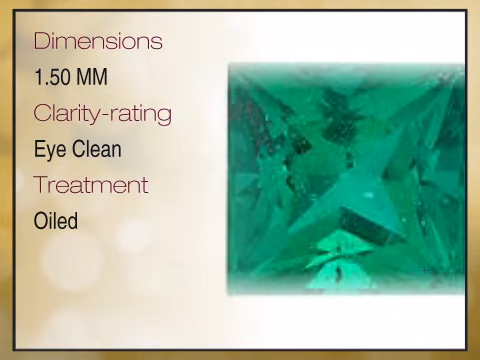 Dimensions
1.50 MM
Clarity-rating
Eye Clean
Treatment
Oiled